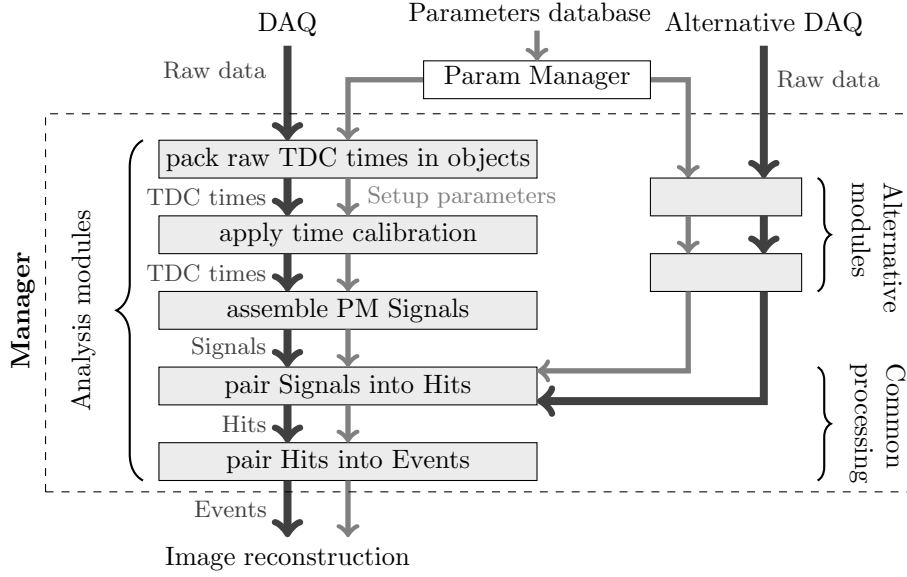 DAQ
Parameters database
Alternative DAQ
Raw data
Param Manager
Raw data
pack raw TDC times in objects
TDC times
Setup parameters
apply time calibration
TDC times
assemble PM Signals
Signals
pair Signals into Hits
Hits
pair Hits into Events
Events
Image reconstruction
Manager
Analysis modules
Alternative
modules
Common
processing